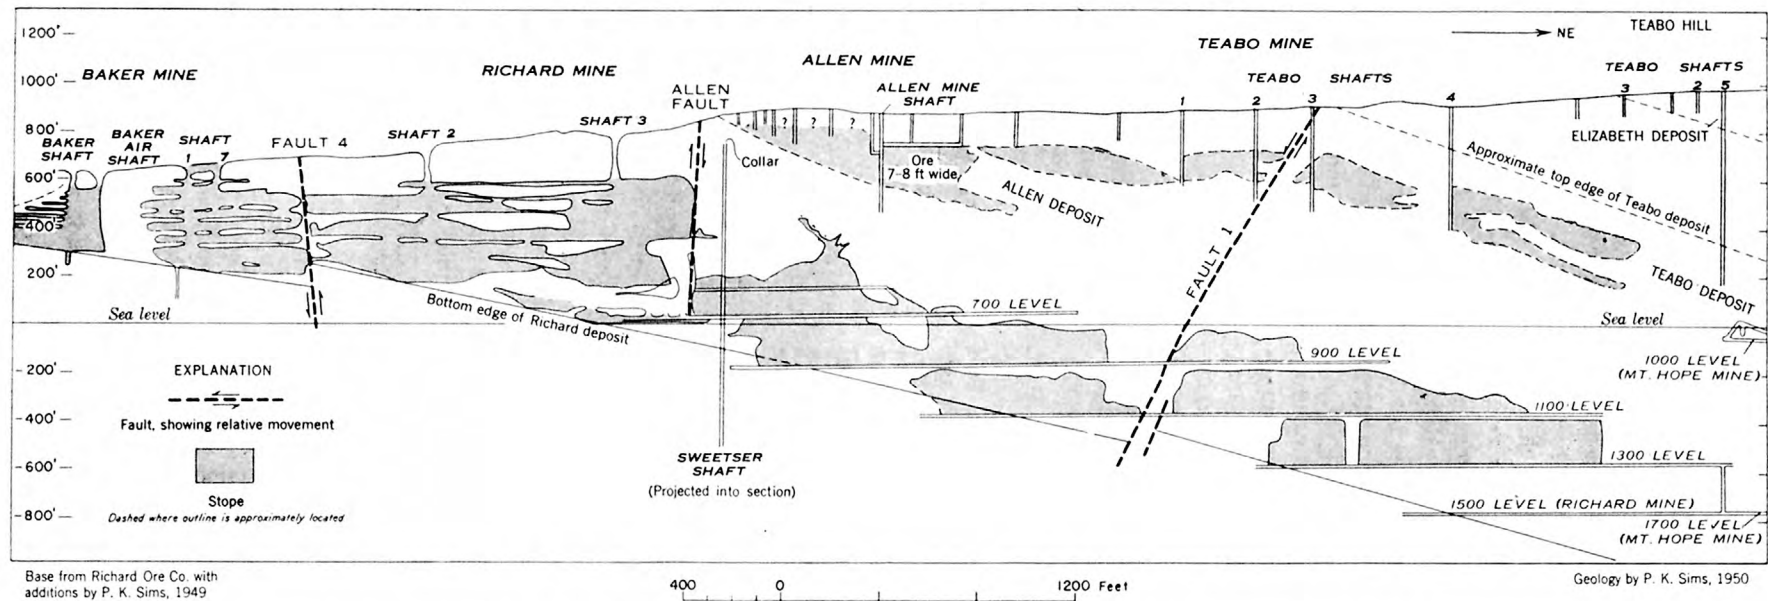 1200'
1000'
800'
600'
400'
200'
Sea level
-200'
-400'
-600'
-800'
BAKER MINE
RICHARD MINE
ALLEN MINE
TEABO MINE
NE
TEABO HILL
BAKER
SHAFT
BAKER
AIR
SHAFT
SHAFT
1 7
FAULT 4
SHAFT 2
SHAFT 3
ALLEN
FAULT
? ? ?
ALLEN MINE
SHAFT
Collar
Ore
7-8 ft wide
ALLEN DEPOSIT
TEABO SHAFTS
1 2 3 4
TEABO SHAFTS
3 2 5
ELIZABETH DEPOSIT
Approximate top edge of Teabo deposit
TEABO DEPOSIT
FAULT 1
Bottom edge of Richard deposit
700 LEVEL
Sea level
900 LEVEL
1000 LEVEL
(MT. HOPE MINE)
1100 LEVEL
1300 LEVEL
1500 LEVEL (RICHARD MINE)
1700 LEVEL
(MT. HOPE MINE)
SWEETSER
SHAFT
(Projected into section)
EXPLANATION
Fault, showing relative movement
Stope
Dashed where outline is approximately located
Base from Richard Ore Co. with
additions by P. K. Sims, 1949
400 0 1200 Feet
Geology by P. K. Sims, 1950